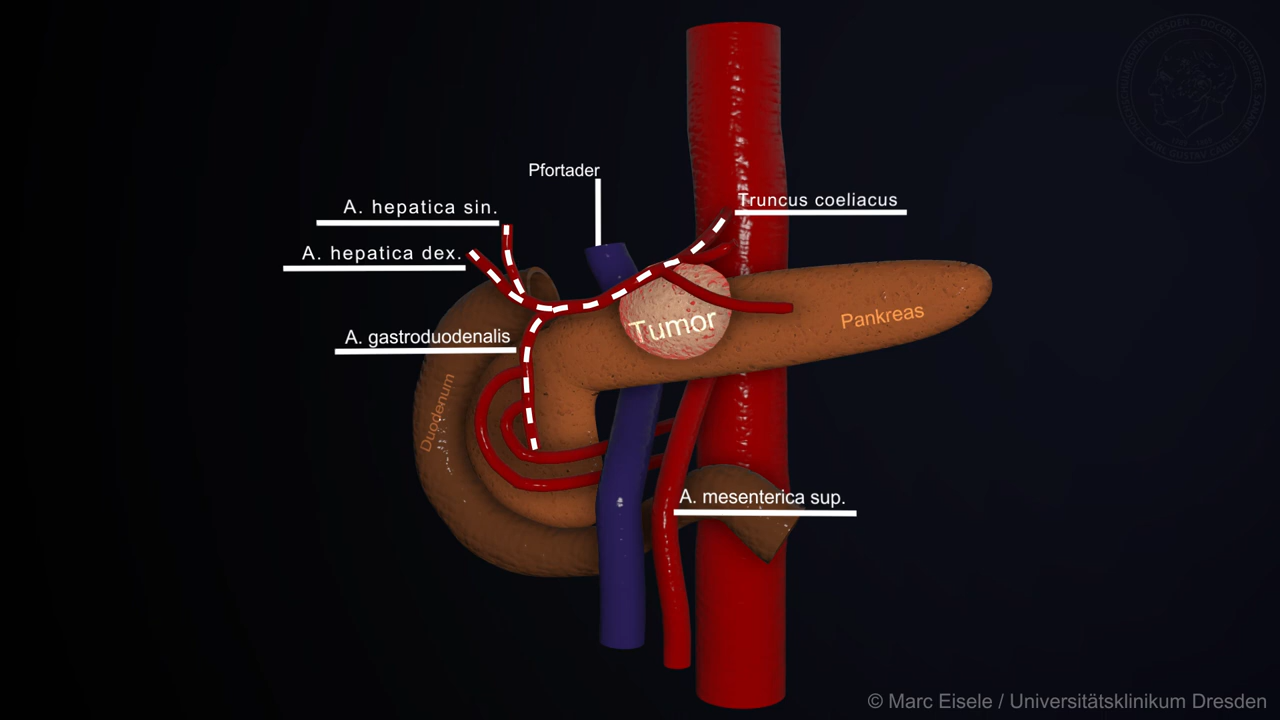 Pfortader
Truncus coeliacus
A. hepatica sin.
A. hepatica dex.
A. gastroduodenalis
Tumor
Pankreas
Duodenum
A. mesenterica sup.
© Marc Eisele / Universitätsklinikum Dresden